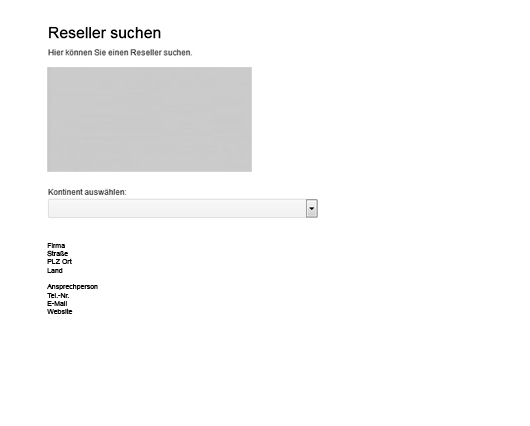 Reseller suchen
Hier können Sie einen Reseller suchen.
Kontinent auswählen:
Firma
Straße
PLZ Ort
Land
Ansprechperson
Tel.-Nr.
E-Mail
Website